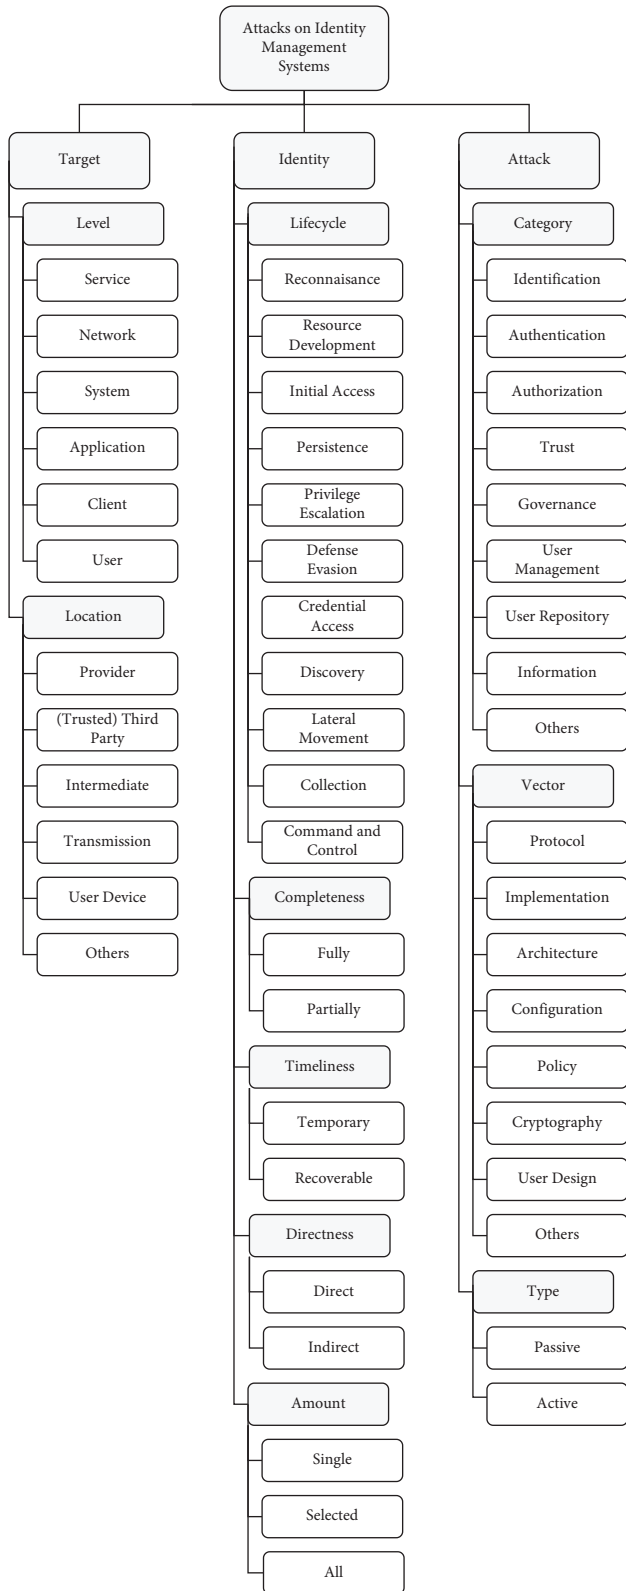 Attacks on Identity
Management
Systems
Target
Level
Service
Network
System
Application
Client
User
Location
Provider
(Trusted) Third
Party
Intermediate
Transmission
User Device
Others
Identity
Lifecycle
Reconnaisance
Resource
Development
Initial Access
Persistence
Privilege
Escalation
Defense
Evasion
Credential
Access
Discovery
Lateral
Movement
Collection
Command and
Control
Completeness
Fully
Partially
Timeliness
Temporary
Recoverable
Directness
Direct
Indirect
Amount
Single
Selected
All
Attack
Category
Identification
Authentication
Authorization
Trust
Governance
User
Management
User Repository
Information
Others
Vector
Protocol
Implementation
Architecture
Configuration
Policy
Cryptography
User Design
Others
Type
Passive
Active